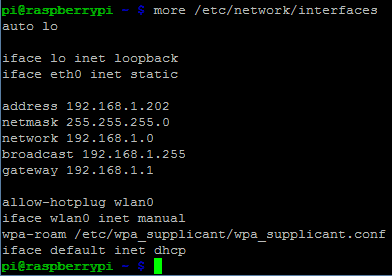 pi@raspberrypi ~ $ more /etc/network/interfaces
auto lo
iface lo inet loopback
iface eth0 inet static
address 192.168.1.202
netmask 255.255.255.0
network 192.168.1.0
broadcast 192.168.1.255
gateway 192.168.1.1
allow-hotplug wlan0
iface wlan0 inet manual
wpa-roam /etc/wpa_supplicant/wpa_supplicant.conf
iface default inet dhcp
pi@raspberrypi ~ $